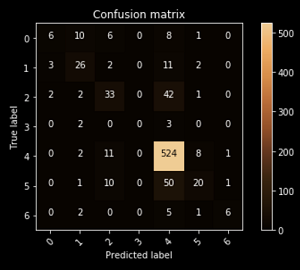 Confusion matrix
0 6 10 6 0 8 1 0
1 3 26 2 0 11 2 0
2 2 2 33 0 42 1 0
3 0 2 0 0 3 0 0
4 0 2 11 0 524 8 1
5 0 1 10 0 50 20 1
6 0 2 0 0 5 1 6
0 1 2 3 4 5 6
True label
Predicted label
500
400
300
200
100
0